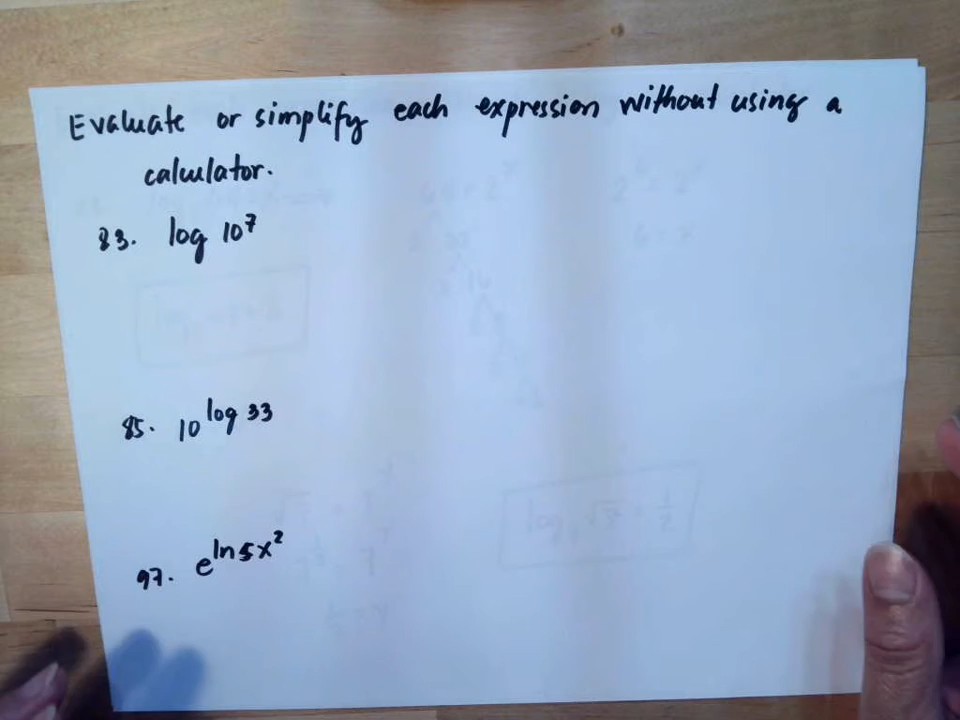 Evaluate or simplify each expression without using a
calculator.
83. log 10⁷
85. 10^log 33
97. e^ln 5x²